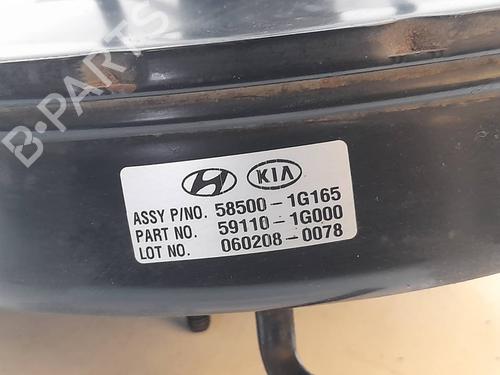 B-PARTS
KIA
ASSY P/NO. 58500-1G165
PART NO. 59110-1G000
LOT NO. 060208-0078